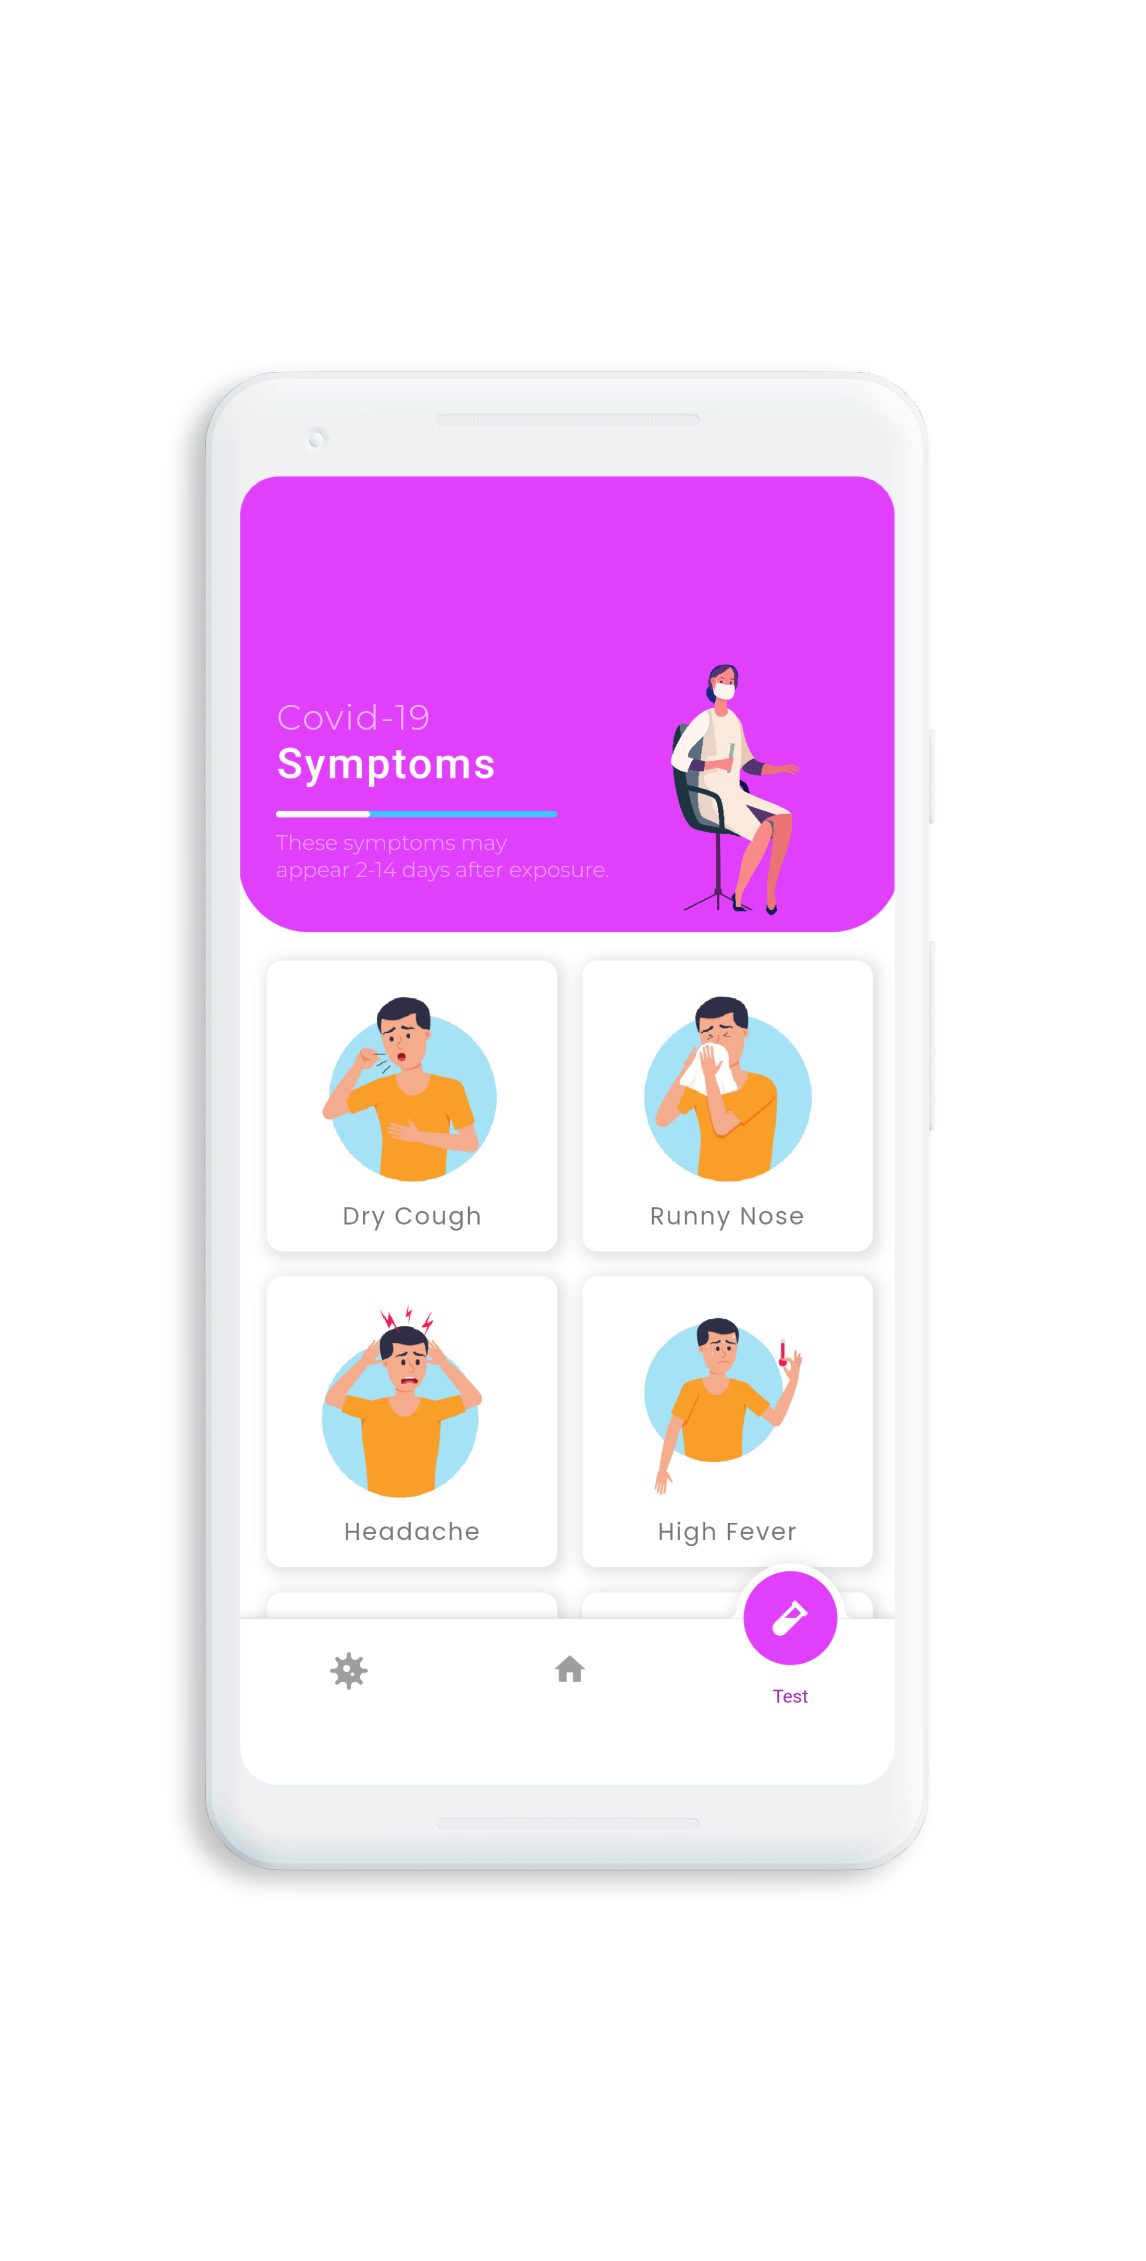 Covid-19
Symptoms
These symptoms may
appear 2-14 days after exposure.
Dry Cough
Runny Nose
Headache
High Fever
Test